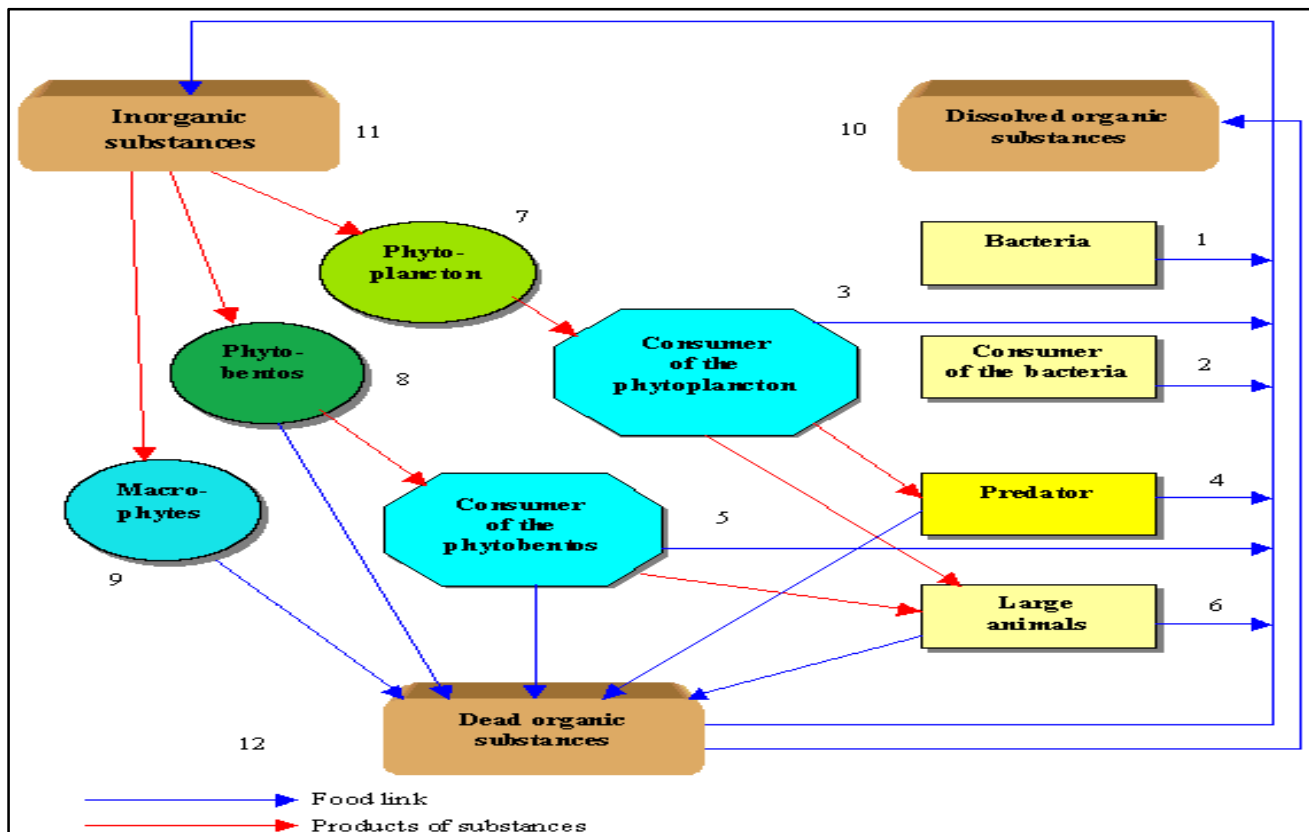 Inorganic
substances
11
10
Dissolved organic
substances
7
Phyto-
plancton
Bacteria
1
3
Consumer
of the
phytoplancton
Consumer
of the bacteria
2
Phyto-
bentos
8
Macro-
phytes
9
Consumer
of the
phytobentos
5
Predator
4
Large
animals
6
Dead organic
substances
12
Food link
Products of substances